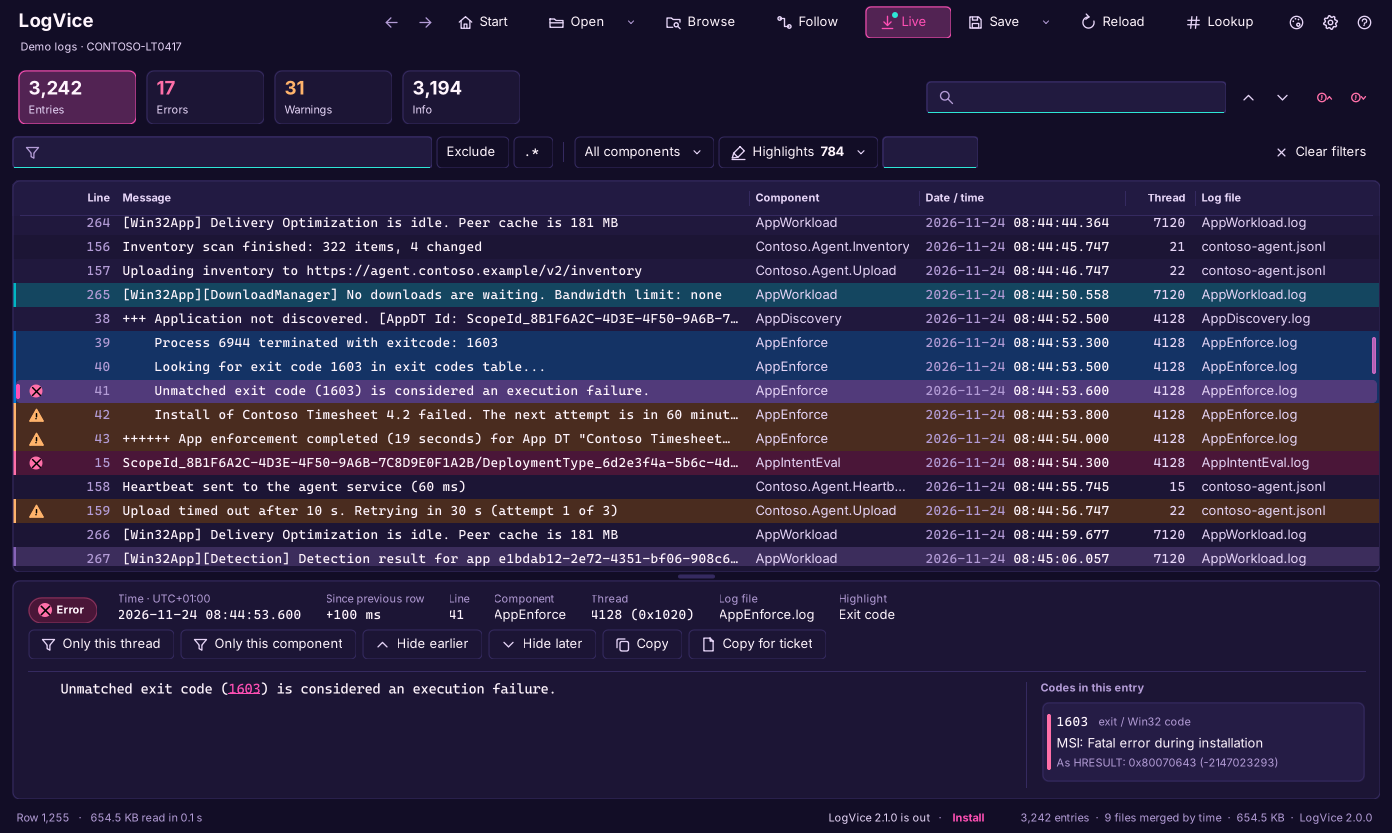 LogVice
Start Open Browse Follow Live Save Reload Lookup
Demo logs · CONTOSO-LT0417
3,242 17 31 3,194
Entries Errors Warnings Info
Exclude .* All components Highlights 784 Clear filters
Line Message Component Date / time Thread Log file
264 [Win32App] Delivery Optimization is idle. Peer cache is 181 MB AppWorkload 2026-11-24 08:44:44.364 7120 AppWorkload.log
156 Inventory scan finished: 322 items, 4 changed Contoso.Agent.Inventory 2026-11-24 08:44:45.747 21 contoso-agent.jsonl
157 Uploading inventory to https://agent.contoso.example/v2/inventory Contoso.Agent.Upload 2026-11-24 08:44:46.747 22 contoso-agent.jsonl
265 [Win32App][DownloadManager] No downloads are waiting. Bandwidth limit: none AppWorkload 2026-11-24 08:44:50.558 7120 AppWorkload.log
38 +++ Application not discovered. [AppDT Id: ScopeId_8B1F6A2C-4D3E-4F50-9A6B-7… AppDiscovery 2026-11-24 08:44:52.500 4128 AppDiscovery.log
39 Process 6944 terminated with exitcode: 1603 AppEnforce 2026-11-24 08:44:53.300 4128 AppEnforce.log
40 Looking for exit code 1603 in exit codes table... AppEnforce 2026-11-24 08:44:53.500 4128 AppEnforce.log
41 Unmatched exit code (1603) is considered an execution failure. AppEnforce 2026-11-24 08:44:53.600 4128 AppEnforce.log
42 Install of Contoso Timesheet 4.2 failed. The next attempt is in 60 minut… AppEnforce 2026-11-24 08:44:53.800 4128 AppEnforce.log
43 ++++++ App enforcement completed (19 seconds) for App DT "Contoso Timesheet… AppEnforce 2026-11-24 08:44:54.000 4128 AppEnforce.log
15 ScopeId_8B1F6A2C-4D3E-4F50-9A6B-7C8D9E0F1A2B/DeploymentType_6d2e3f4a-5b6c-4d… AppIntentEval 2026-11-24 08:44:54.300 4128 AppIntentEval.log
158 Heartbeat sent to the agent service (60 ms) Contoso.Agent.Heartb… 2026-11-24 08:44:55.745 15 contoso-agent.jsonl
159 Upload timed out after 10 s. Retrying in 30 s (attempt 1 of 3) Contoso.Agent.Upload 2026-11-24 08:44:56.747 22 contoso-agent.jsonl
266 [Win32App] Delivery Optimization is idle. Peer cache is 181 MB AppWorkload 2026-11-24 08:44:59.677 7120 AppWorkload.log
267 [Win32App][Detection] Detection result for app e1bdab12-2e72-4351-bf06-908c6… AppWorkload 2026-11-24 08:45:06.057 7120 AppWorkload.log
Error
Time · UTC+01:00 Since previous row Line Component Thread Log file Highlight
2026-11-24 08:44:53.600 +100 ms 41 AppEnforce 4128 (0x1020) AppEnforce.log Exit code
Only this thread Only this component Hide earlier Hide later Copy Copy for ticket
Unmatched exit code (1603) is considered an execution failure.
Codes in this entry
1603 exit / Win32 code
MSI: Fatal error during installation
As HRESULT: 0x80070643 (-2147023293)
Row 1,255 · 654.5 KB read in 0.1 s LogVice 2.1.0 is out · Install 3,242 entries · 9 files merged by time · 654.5 KB · LogVice 2.0.0